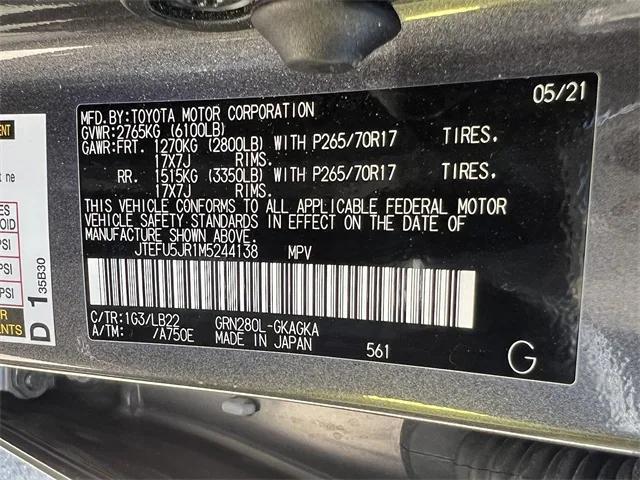 05/21
MFD.BY:TOYOTA MOTOR CORPORATION
GVWR:2765KG (6100LB)
GAWR:FRT. 1270KG (2800LB) WITH P265/70R17 TIRES.
17X7J RIMS.
RR. 1515KG (3350LB) WITH P265/70R17 TIRES.
17X7J RIMS.
THIS VEHICLE CONFORMS TO ALL APPLICABLE FEDERAL MOTOR
VEHICLE SAFETY STANDARDS IN EFFECT ON THE DATE OF
MANUFACTURE SHOWN ABOVE.
JTEFU5JR1M5244138 MPV
C/TR:1G3/LB22 GRN280L-GKAGKA
A/TM: /A750E MADE IN JAPAN 561
G
D 1 35B30
PSI
PSI
PSI